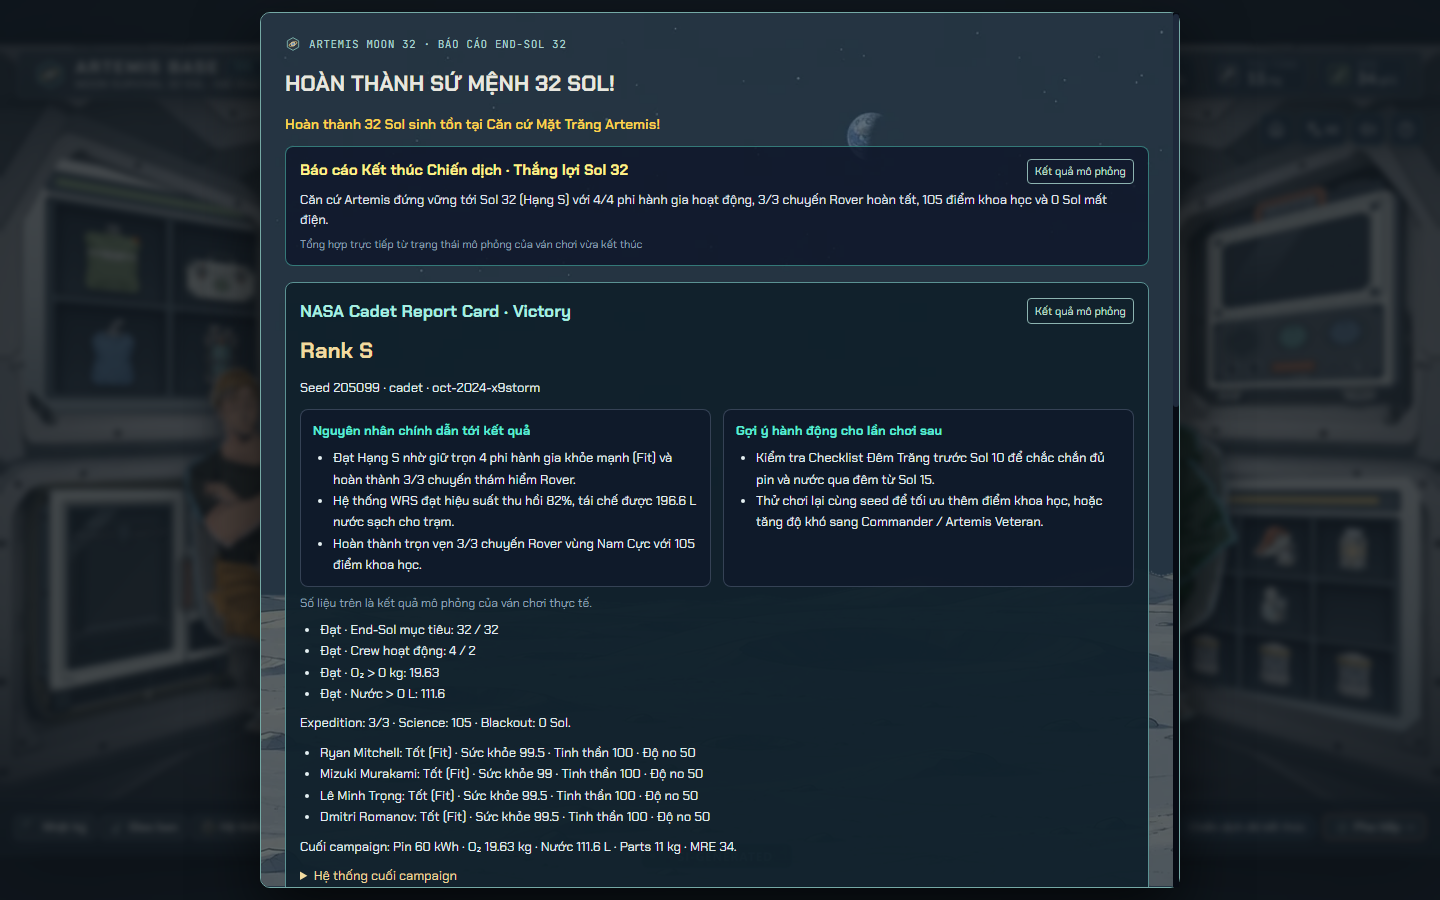 ARTEMIS MOON 32 · BÁO CÁO END-SOL 32
HOÀN THÀNH SỨ MỆNH 32 SOL!
Hoàn thành 32 Sol sinh tồn tại Căn cứ Mặt Trăng Artemis!
Báo cáo Kết thúc Chiến dịch · Thắng lợi Sol 32
Kết quả mô phỏng
Căn cứ Artemis đứng vững tới Sol 32 (Hạng S) với 4/4 phi hành gia hoạt động, 3/3 chuyến Rover hoàn tất, 105 điểm khoa học và 0 Sol mất
điện.
Tổng hợp trực tiếp từ trạng thái mô phỏng của ván chơi vừa kết thúc
NASA Cadet Report Card · Victory
Kết quả mô phỏng
Rank S
Seed 205099 · cadet · oct-2024-x9storm
Nguyên nhân chính dẫn tới kết quả
• Đạt Hạng S nhờ giữ trọn 4 phi hành gia khỏe mạnh (Fit) và
hoàn thành 3/3 chuyến thám hiểm Rover.
• Hệ thống WRS đạt hiệu suất thu hồi 82%, tái chế được 196.6 L
nước sạch cho trạm.
• Hoàn thành trọn vẹn 3/3 chuyến Rover vùng Nam Cực với 105
điểm khoa học.
Gợi ý hành động cho lần chơi sau
• Kiểm tra Checklist Đêm Trăng trước Sol 10 để chắc chắn đủ
pin và nước qua đêm từ Sol 15.
• Thử chơi lại cùng seed để tối ưu thêm điểm khoa học, hoặc
tăng độ khó sang Commander / Artemis Veteran.
Số liệu trên là kết quả mô phỏng của ván chơi thực tế.
• Đạt · End-Sol mục tiêu: 32 / 32
• Đạt · Crew hoạt động: 4 / 2
• Đạt · O₂ > 0 kg: 19.63
• Đạt · Nước > 0 L: 111.6
Expedition: 3/3 · Science: 105 · Blackout: 0 Sol.
• Ryan Mitchell: Tốt (Fit) · Sức khỏe 99.5 · Tinh thần 100 · Độ no 50
• Mizuki Murakami: Tốt (Fit) · Sức khỏe 99 · Tinh thần 100 · Độ no 50
• Lê Minh Trọng: Tốt (Fit) · Sức khỏe 99.5 · Tinh thần 100 · Độ no 50
• Dmitri Romanov: Tốt (Fit) · Sức khỏe 99.5 · Tinh thần 100 · Độ no 50
Cuối campaign: Pin 60 kWh · O₂ 19.63 kg · Nước 111.6 L · Parts 11 kg · MRE 34.
▶ Hệ thống cuối campaign
ARTEMIS BASE